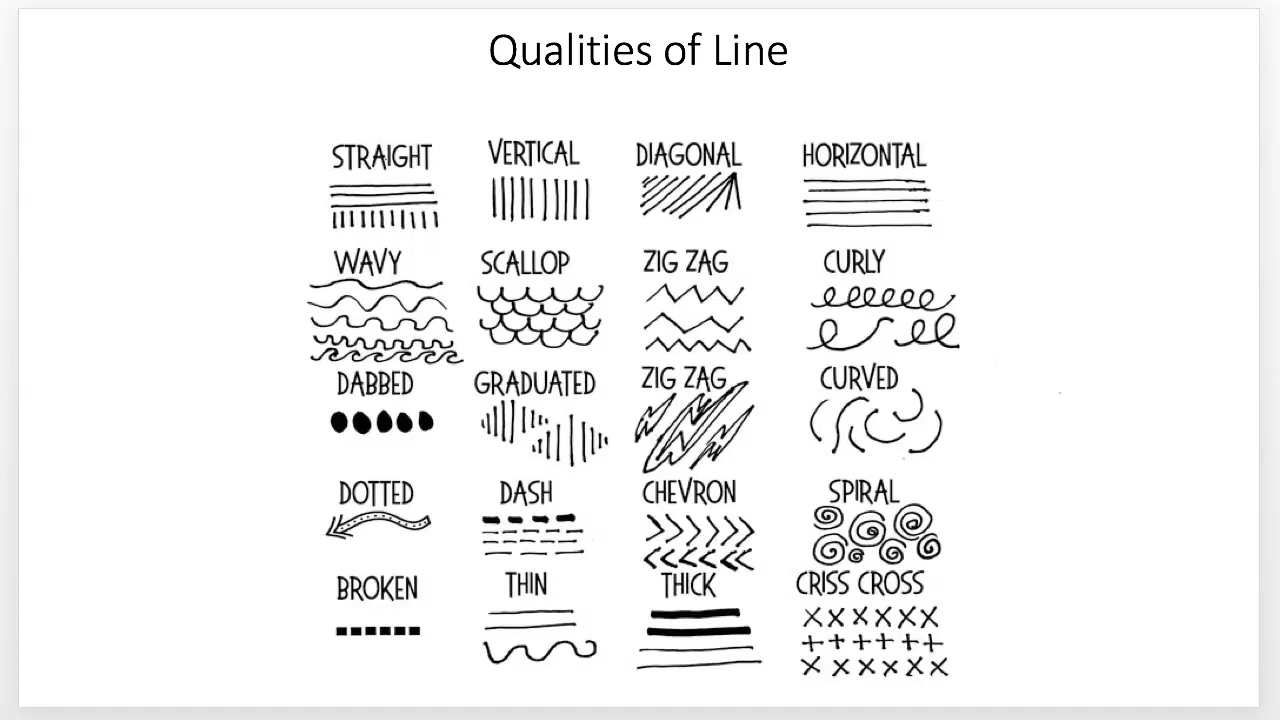 Qualities of Line
STRAIGHT VERTICAL DIAGONAL HORIZONTAL
WAVY SCALLOP ZIG ZAG CURLY
DABBED GRADUATED ZIG ZAG CURVED
DOTTED DASH CHEVRON SPIRAL
BROKEN THIN THICK CRISS CROSS